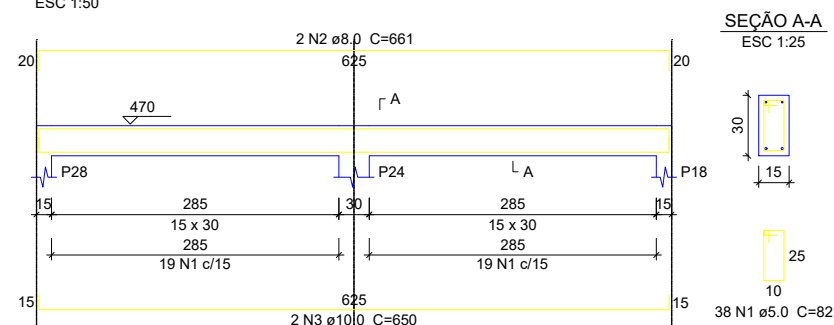 ESC 1:50
2 N2 ø8.0 C=661
20
625
20
470
A
A
P28
P24
P18
15
285
30
285
15
15 x 30
15 x 30
285
285
19 N1 c/15
19 N1 c/15
15
625
15
2 N3 ø10.0 C=650
SEÇÃO A-A
ESC 1:25
30
15
25
10
38 N1 ø5.0 C=82